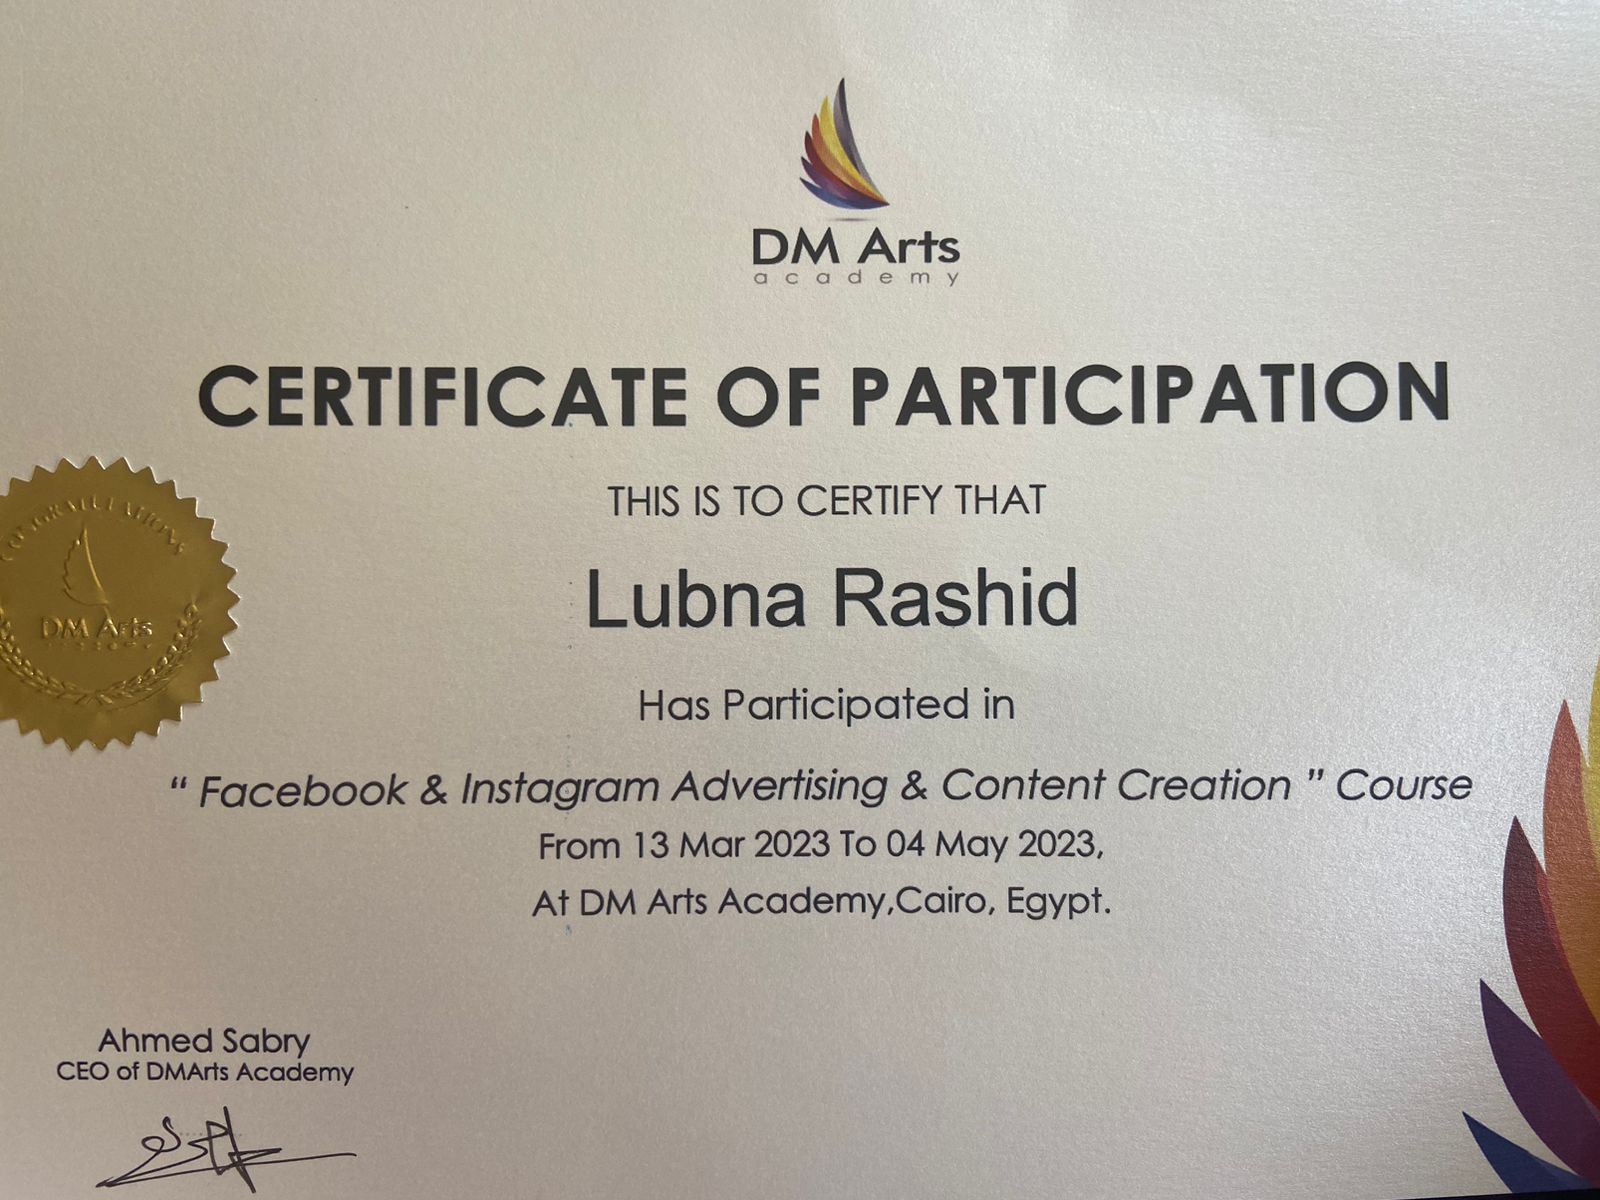 DM Arts
academy
CERTIFICATE OF PARTICIPATION
THIS IS TO CERTIFY THAT
CONGRATULATIONS
DM Arts
Lubna Rashid
Has Participated in
“ Facebook & Instagram Advertising & Content Creation ” Course
From 13 Mar 2023 To 04 May 2023,
At DM Arts Academy,Cairo, Egypt.
Ahmed Sabry
CEO of DMArts Academy